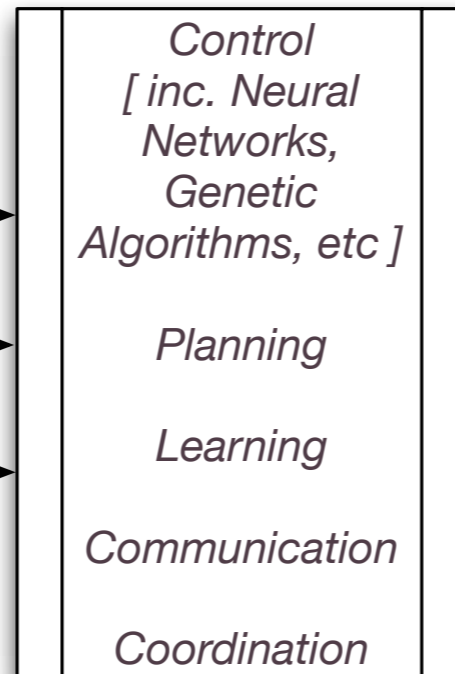 Control
[ inc. Neural
Networks,
Genetic
Algorithms, etc ]
Planning
Learning
Communication
Coordination